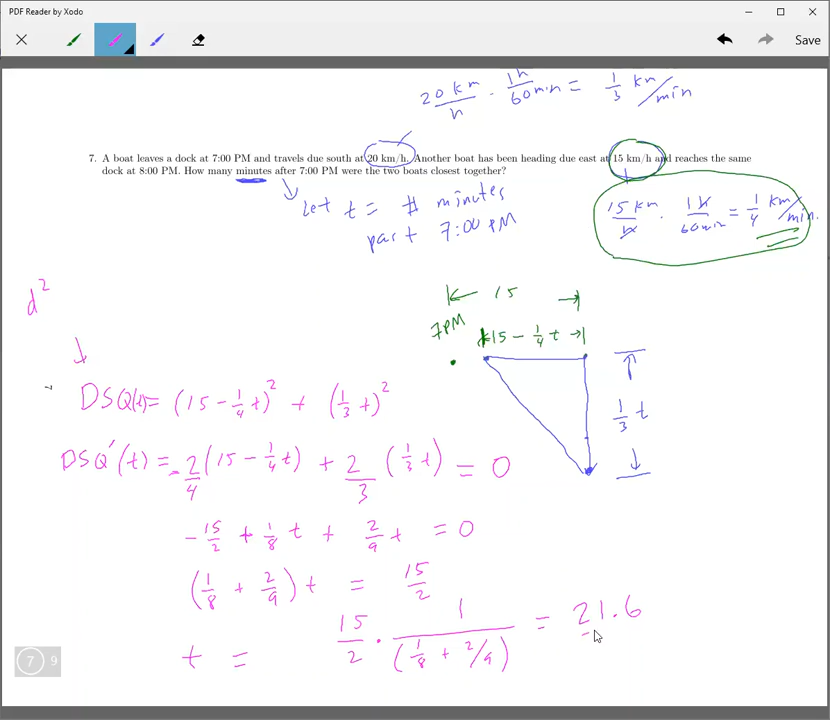 PDF Reader by Xodo
Save
20 km/h · 1h/60min = 1/3 km/min
7. A boat leaves a dock at 7:00 PM and travels due south at 20 km/h. Another boat has been heading due east at 15 km/h and reaches the same
dock at 8:00 PM. How many minutes after 7:00 PM were the two boats closest together?
Let t = # minutes
past 7:00 PM
15 km/h · 1h/60min = 1/4 km/min.
d²
15
7PM
15 - 1/4 t
1/3 t
DSQ(t) = (15 - 1/4 t)² + (1/3 t)²
DSQ'(t) = -2/4 (15 - 1/4 t) + 2/3 (1/3 t) = 0
- 15/2 + 1/8 t + 2/9 t = 0
(1/8 + 2/9) t = 15/2
t = 15/2 · 1/(1/8 + 2/9) = 21.6
7 9